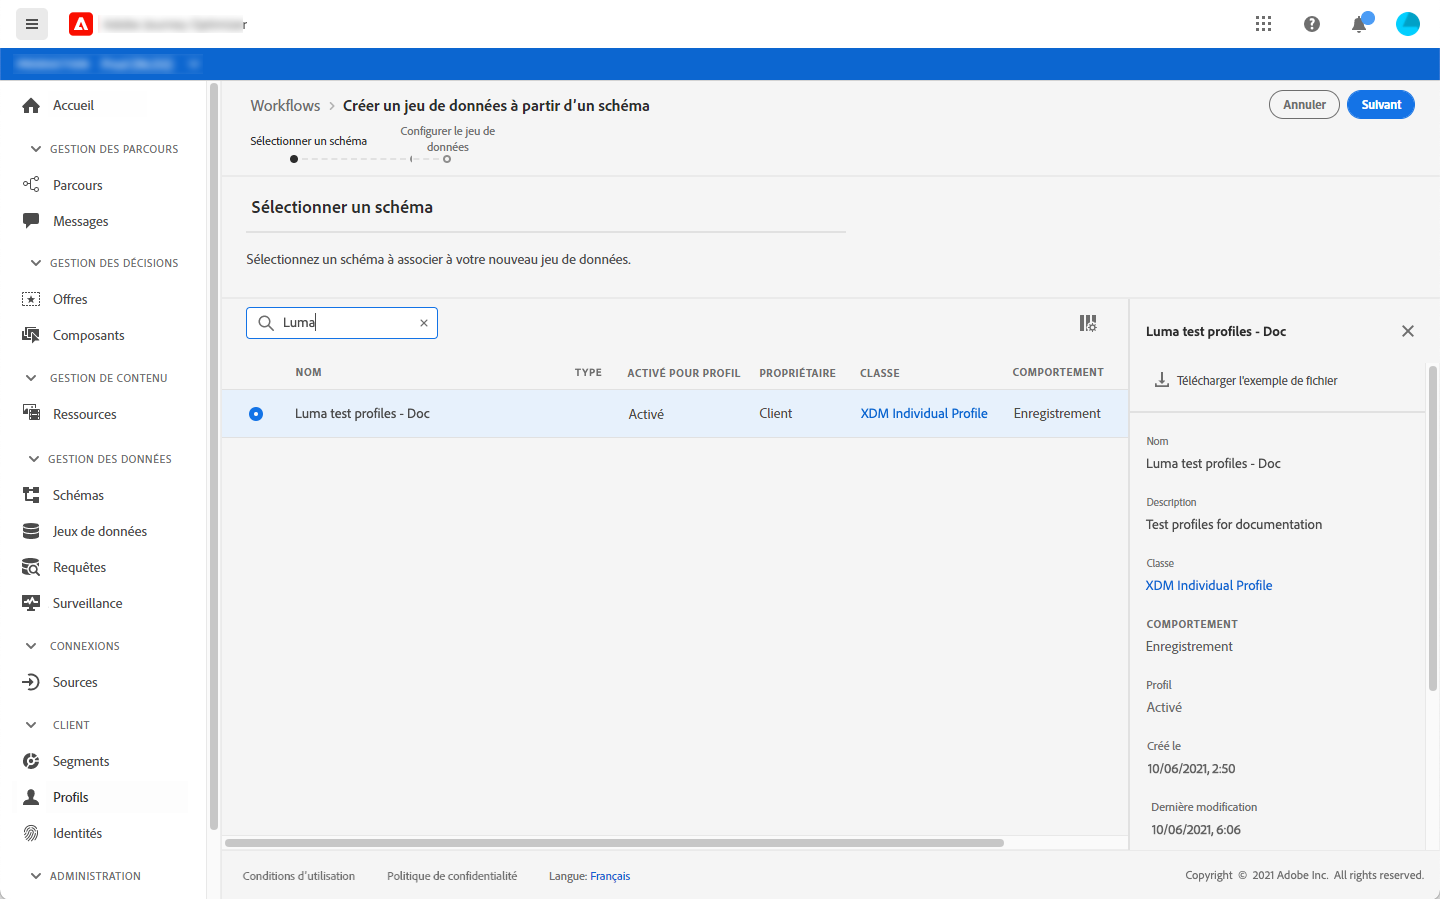 Workflows > Créer un jeu de données à partir d'un schéma
Annuler
Suivant
Sélectionner un schéma
Configurer le jeu de
données
Accueil
GESTION DES PARCOURS
Parcours
Messages
GESTION DES DÉCISIONS
Offres
Composants
GESTION DE CONTENU
Ressources
GESTION DES DONNÉES
Schémas
Jeux de données
Requêtes
Surveillance
CONNEXIONS
Sources
CLIENT
Segments
Profils
Identités
ADMINISTRATION
Sélectionner un schéma
Sélectionnez un schéma à associer à votre nouveau jeu de données.
Luma
NOM TYPE ACTIVÉ POUR PROFIL PROPRIÉTAIRE CLASSE COMPORTEMENT
Luma test profiles - Doc Activé Client XDM Individual Profile Enregistrement
Luma test profiles - Doc
Télécharger l'exemple de fichier
Nom
Luma test profiles - Doc
Description
Test profiles for documentation
Classe
XDM Individual Profile
COMPORTEMENT
Enregistrement
Profil
Activé
Créé le
10/06/2021, 2:50
Dernière modification
10/06/2021, 6:06
Conditions d'utilisation Politique de confidentialité Langue: Français
Copyright © 2021 Adobe Inc. All rights reserved.